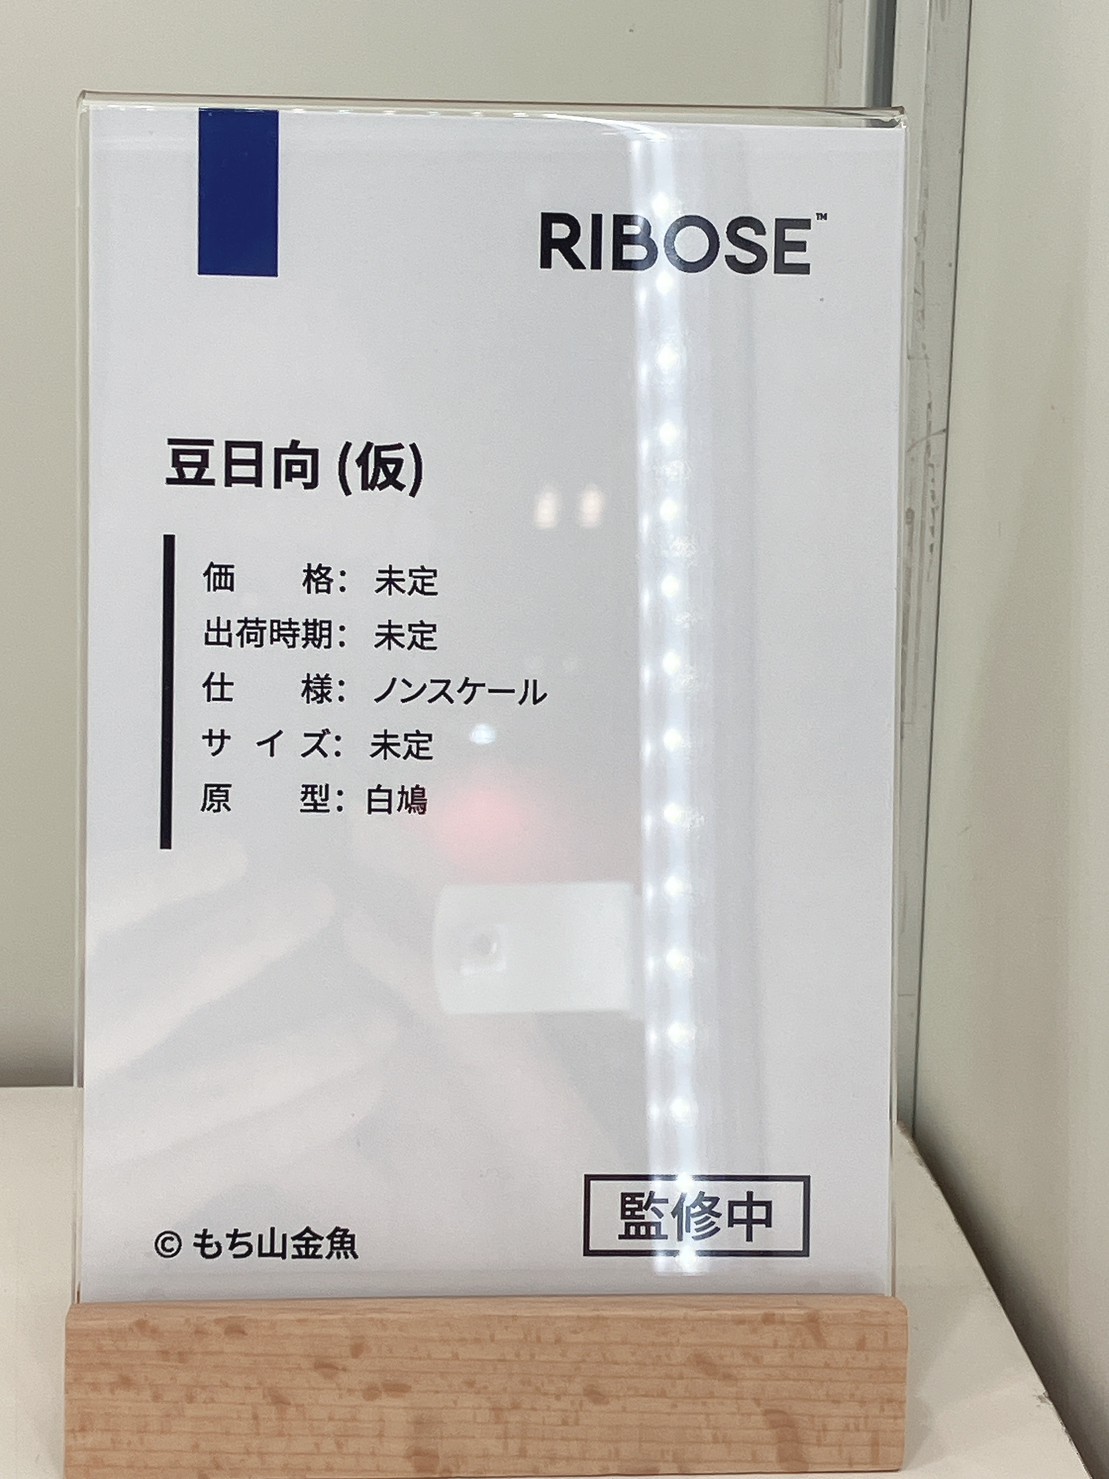 RIBOSE™
豆日向 (仮)
価　　格： 未定
出荷時期： 未定
仕　　様： ノンスケール
サ イ ズ： 未定
原　　型： 白鳩
監修中
© もち山金魚